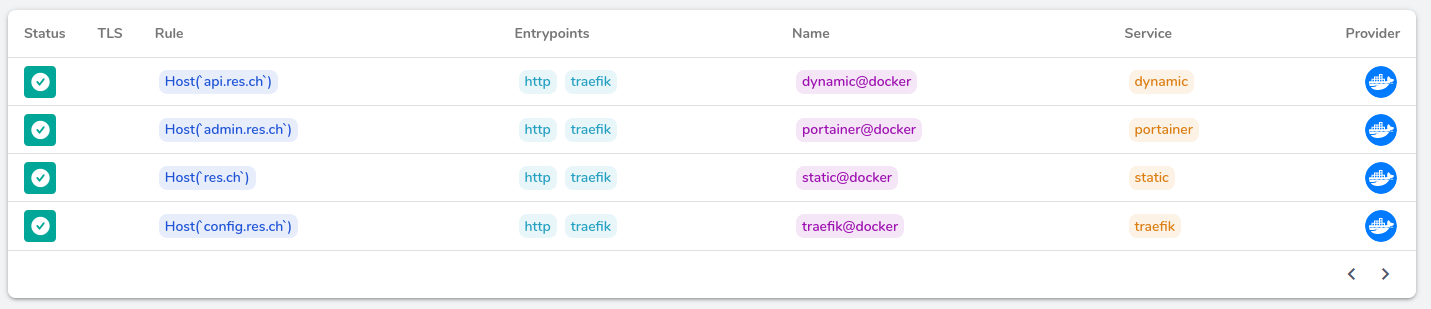 Status TLS Rule Entrypoints Name Service Provider
Host(`api.res.ch`) http traefik dynamic@docker dynamic
Host(`admin.res.ch`) http traefik portainer@docker portainer
Host(`res.ch`) http traefik static@docker static
Host(`config.res.ch`) http traefik traefik@docker traefik